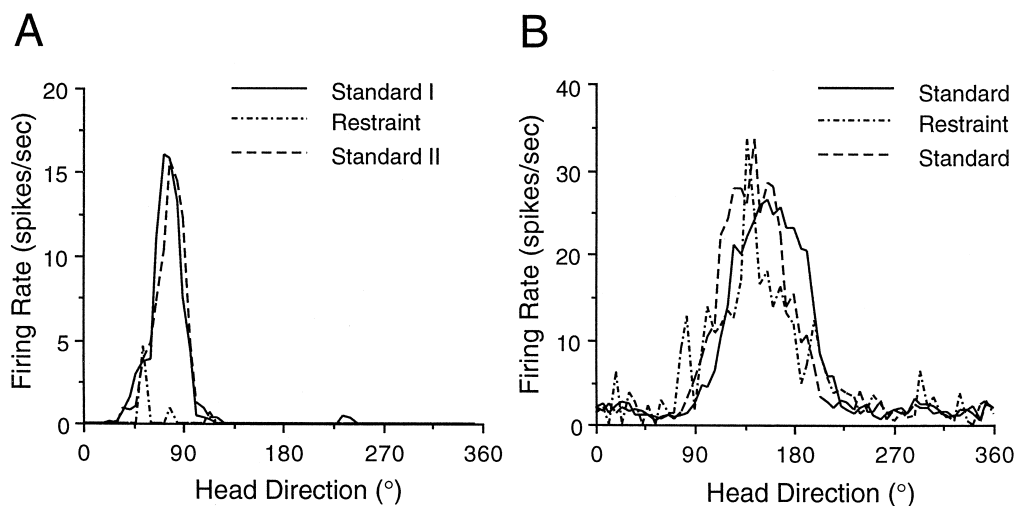 A
20
15
10
5
0
Firing Rate (spikes/sec)
Standard I
Restraint
Standard II
0 90 180 270 360
Head Direction (°)
B
40
30
20
10
0
Firing Rate (spikes/sec)
Standard
Restraint
Standard
0 90 180 270 360
Head Direction (°)